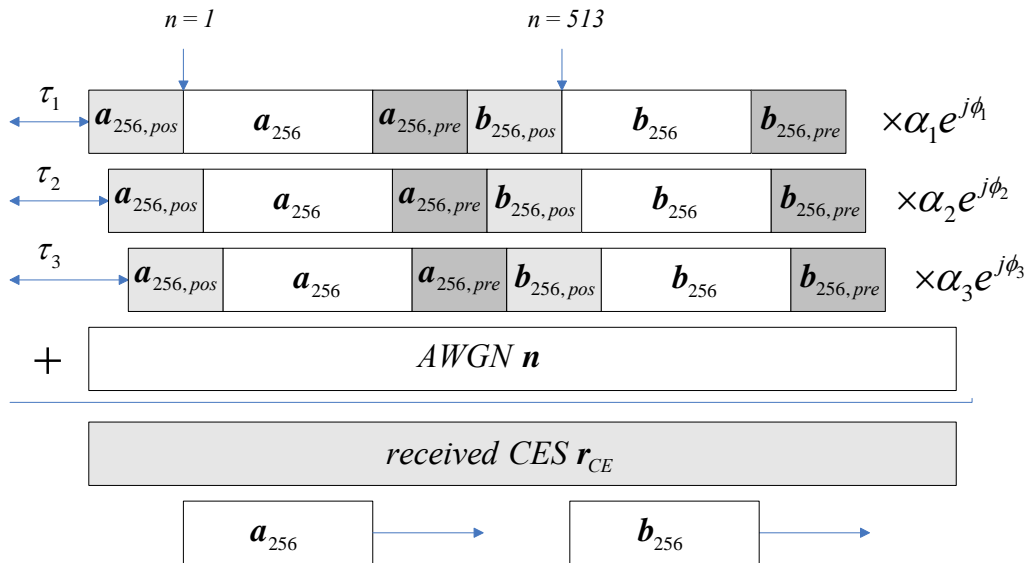 n = 1 n = 513
τ₁ a₂₅₆,pos a₂₅₆ a₂₅₆,pre b₂₅₆,pos b₂₅₆ b₂₅₆,pre ×α₁e^{jϕ₁}
τ₂ a₂₅₆,pos a₂₅₆ a₂₅₆,pre b₂₅₆,pos b₂₅₆ b₂₅₆,pre ×α₂e^{jϕ₂}
τ₃ a₂₅₆,pos a₂₅₆ a₂₅₆,pre b₂₅₆,pos b₂₅₆ b₂₅₆,pre ×α₃e^{jϕ₃}
+ AWGN n
received CES r_{CE}
a₂₅₆ b₂₅₆